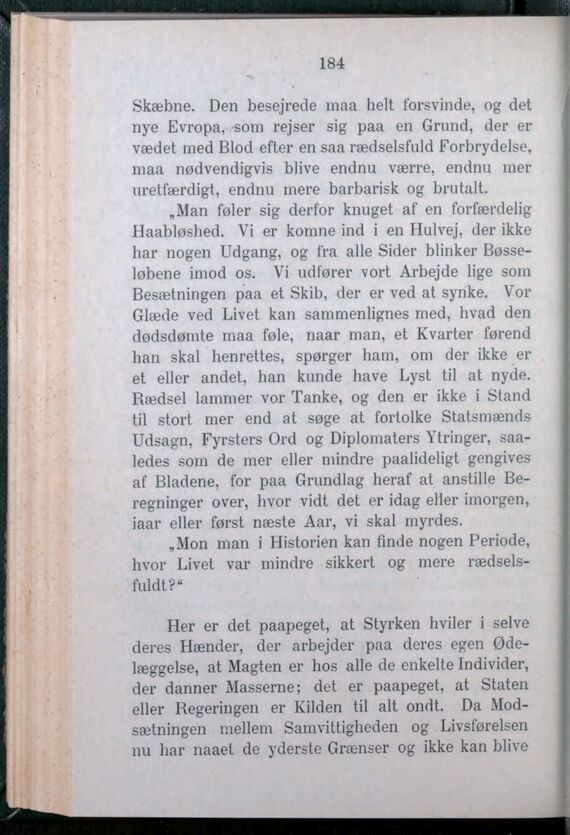 184
Skæbne. Den besejrede maa helt forsvinde, og det
nye Evropa, som rejser sig paa en Grund, der er
vædet med Blod efter en saa rædselsfuld Forbrydelse,
maa nødvendigvis blive endnu værre, endnu mer
uretfærdigt, endnu mere barbarisk og brutalt.
„Man føler sig derfor knuget af en forfærdelig
Haabløshed. Vi er komne ind i en Hulvej, der ikke
har nogen Udgang, og fra alle Sider blinker Bøsse-
løbene imod os. Vi udfører vort Arbejde lige som
Besætningen paa et Skib, der er ved at synke. Vor
Glæde ved Livet kan sammenlignes med, hvad den
dødsdømte maa føle, naar man, et Kvarter førend
han skal henrettes, spørger ham, om der ikke er
et eller andet, han kunde have Lyst til at nyde.
Rædsel lammer vor Tanke, og den er ikke i Stand
til stort mer end at søge at fortolke Statsmænds
Udsagn, Fyrsters Ord og Diplomaters Ytringer, saa-
ledes som de mer eller mindre paalideligt gengives
af Bladene, for paa Grundlag heraf at anstille Be-
regninger over, hvor vidt det er idag eller imorgen,
iaar eller først næste Aar, vi skal myrdes.
„Mon man i Historien kan finde nogen Periode,
hvor Livet var mindre sikkert og mere rædsels-
fuldt?“
Her er det paapeget, at Styrken hviler i selve
deres Hænder, der arbejder paa deres egen Øde-
læggelse, at Magten er hos alle de enkelte Individer,
der danner Masserne; det er paapeget, at Staten
eller Regeringen er Kilden til alt ondt. Da Mod-
sætningen mellem Samvittigheden og Livsførelsen
nu har naaet de yderste Grænser og ikke kan blive